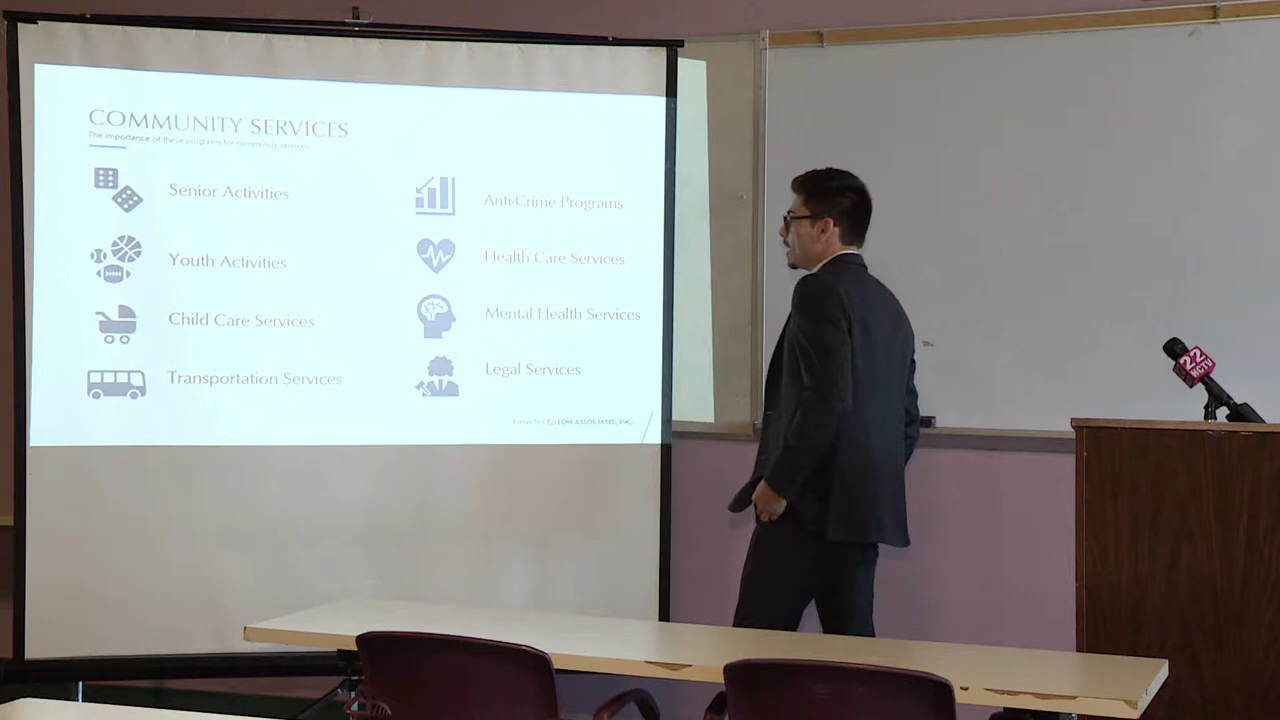 COMMUNITY SERVICES
The importance of these programs for community services
Senior Activities
Youth Activities
Child Care Services
Transportation Services
Anti-Crime Programs
Health Care Services
Mental Health Services
Legal Services
Presented By: LDM ASSOCIATES, INC.
22
HCTV